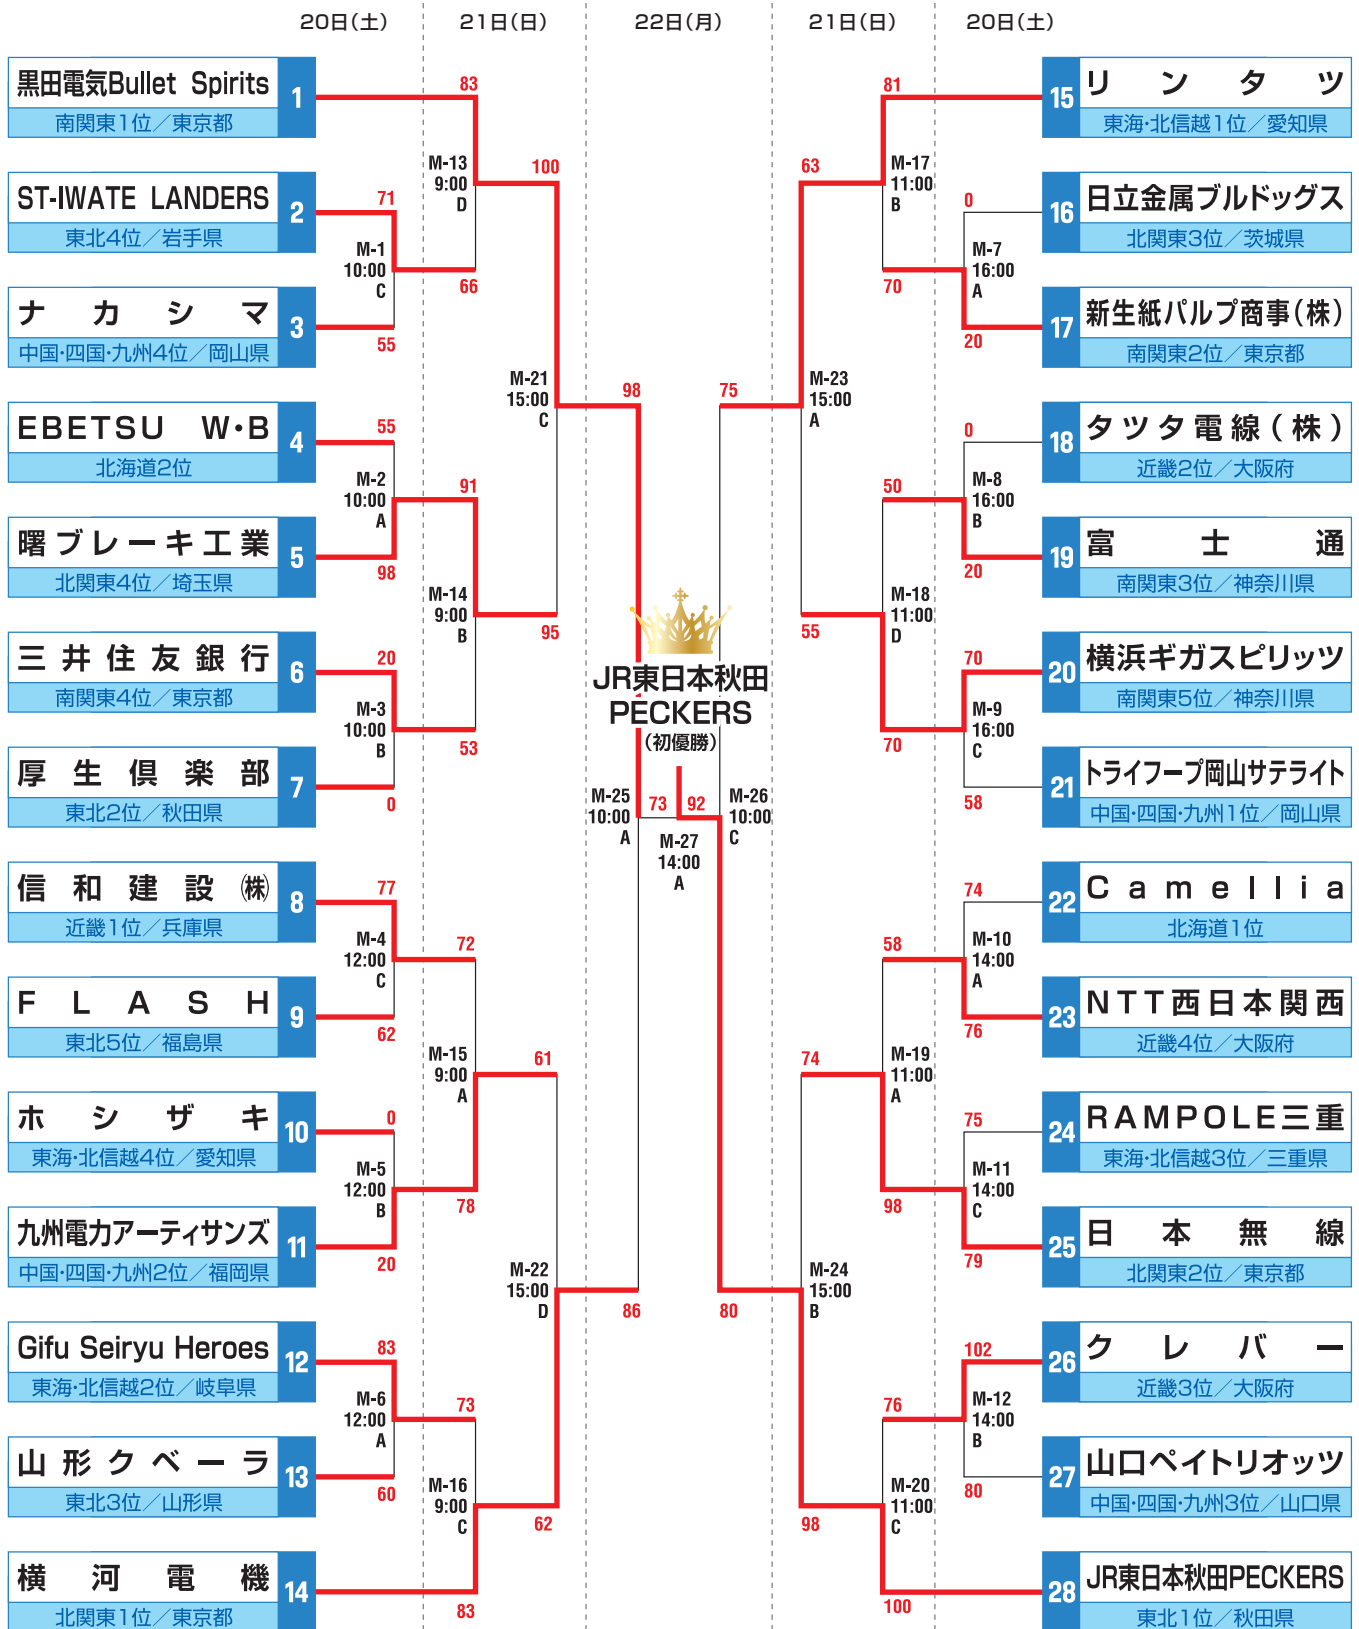 20日(土)
21日(日)
22日(月)
21日(日)
20日(土)
黒田電気Bullet Spirits
1
南関東1位／東京都
ST-IWATE LANDERS
2
東北4位／岩手県
ナカシマ
3
中国・四国・九州4位／岡山県
EBETSU W・B
4
北海道2位
曙ブレーキ工業
5
北関東4位／埼玉県
三井住友銀行
6
南関東4位／東京都
厚生倶楽部
7
東北2位／秋田県
信和建設㈱
8
近畿1位／兵庫県
FLASH
9
東北5位／福島県
ホシザキ
10
東海・北信越4位／愛知県
九州電力アーティサンズ
11
中国・四国・九州2位／福岡県
Gifu Seiryu Heroes
12
東海・北信越2位／岐阜県
山形クベーラ
13
東北3位／山形県
横河電機
14
北関東1位／東京都
71
M-1
10:00
C
55
55
M-2
10:00
A
98
20
M-3
10:00
B
0
77
M-4
12:00
C
62
0
M-5
12:00
B
20
83
M-6
12:00
A
60
83
M-13
9:00
D
66
91
M-14
9:00
B
53
72
M-15
9:00
A
78
73
M-16
9:00
C
83
100
M-21
15:00
C
95
61
M-22
15:00
D
62
98
M-25
10:00
A
86
JR東日本秋田
PECKERS
(初優勝)
73 92
M-27
14:00
A
75
M-26
10:00
C
80
63
M-23
15:00
A
55
74
M-24
15:00
B
98
81
M-17
11:00
B
70
50
M-18
11:00
D
70
58
M-19
11:00
A
98
76
M-20
11:00
C
100
0
M-7
16:00
A
20
0
M-8
16:00
B
20
70
M-9
16:00
C
58
74
M-10
14:00
A
76
75
M-11
14:00
C
79
102
M-12
14:00
B
80
15
リンタツ
東海・北信越1位／愛知県
16
日立金属ブルドッグス
北関東3位／茨城県
17
新生紙パルプ商事(株)
南関東2位／東京都
18
タツタ電線(株)
近畿2位／大阪府
19
富士通
南関東3位／神奈川県
20
横浜ギガスピリッツ
南関東5位／神奈川県
21
トライフープ岡山サテライト
中国・四国・九州1位／岡山県
22
Camellia
北海道1位
23
NTT西日本関西
近畿4位／大阪府
24
RAMPOLE三重
東海・北信越3位／三重県
25
日本無線
北関東2位／東京都
26
クレバー
近畿3位／大阪府
27
山口ペイトリオッツ
中国・四国・九州3位／山口県
28
JR東日本秋田PECKERS
東北1位／秋田県